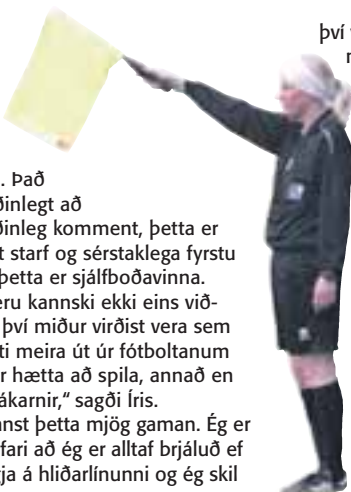 því
. Það
ðinlegt að
ðinleg komment, þetta er
t starf og sérstaklega fyrstu
þetta er sjálfboðavinna.
eru kannski ekki eins við-
því miður virðist vera sem
ti meira út úr fótboltanum
r hætta að spila, annað en
ákarnir,“ sagði Íris.
nst þetta mjög gaman. Ég er
fari að ég er alltaf brjáluð ef
gja á hliðarlínunni og ég skil